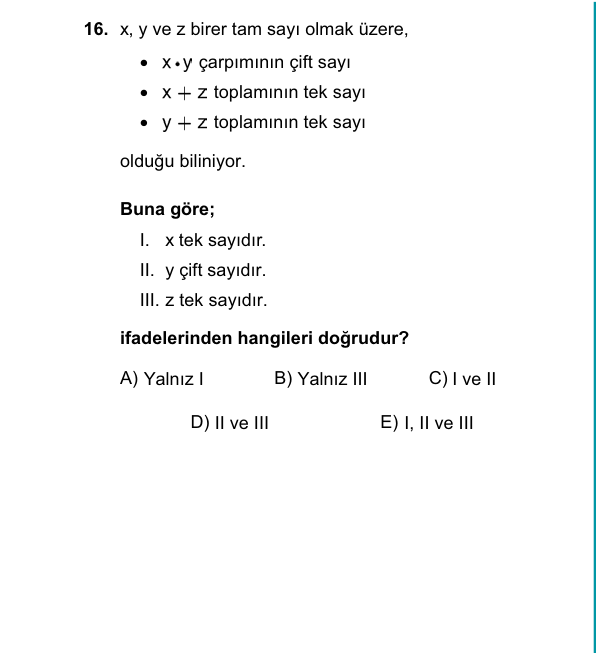 16. x, y ve z birer tam sayı olmak üzere,
• x • y çarpımının çift sayı
• x + z toplamının tek sayı
• y + z toplamının tek sayı
olduğu biliniyor.
Buna göre;
I. x tek sayıdır.
II. y çift sayıdır.
III. z tek sayıdır.
ifadelerinden hangileri doğrudur?
A) Yalnız I B) Yalnız III C) I ve II
D) II ve III E) I, II ve III